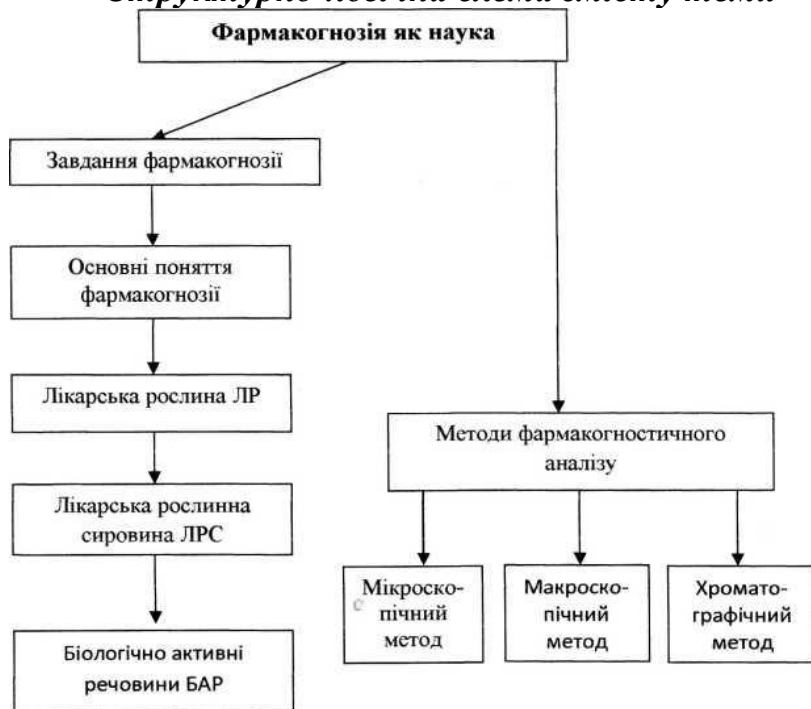 Фармакогнозія як наука
Завдання фармакогнозії
Основні поняття
фармакогнозії
Лікарська рослина ЛР
Лікарська рослинна
сировина ЛРС
Біологічно активні
речовини БАР
Методи фармакогностичного
аналізу
Мікроско-
пічний
метод
Макроско-
пічний
метод
Хромато-
графічний
метод